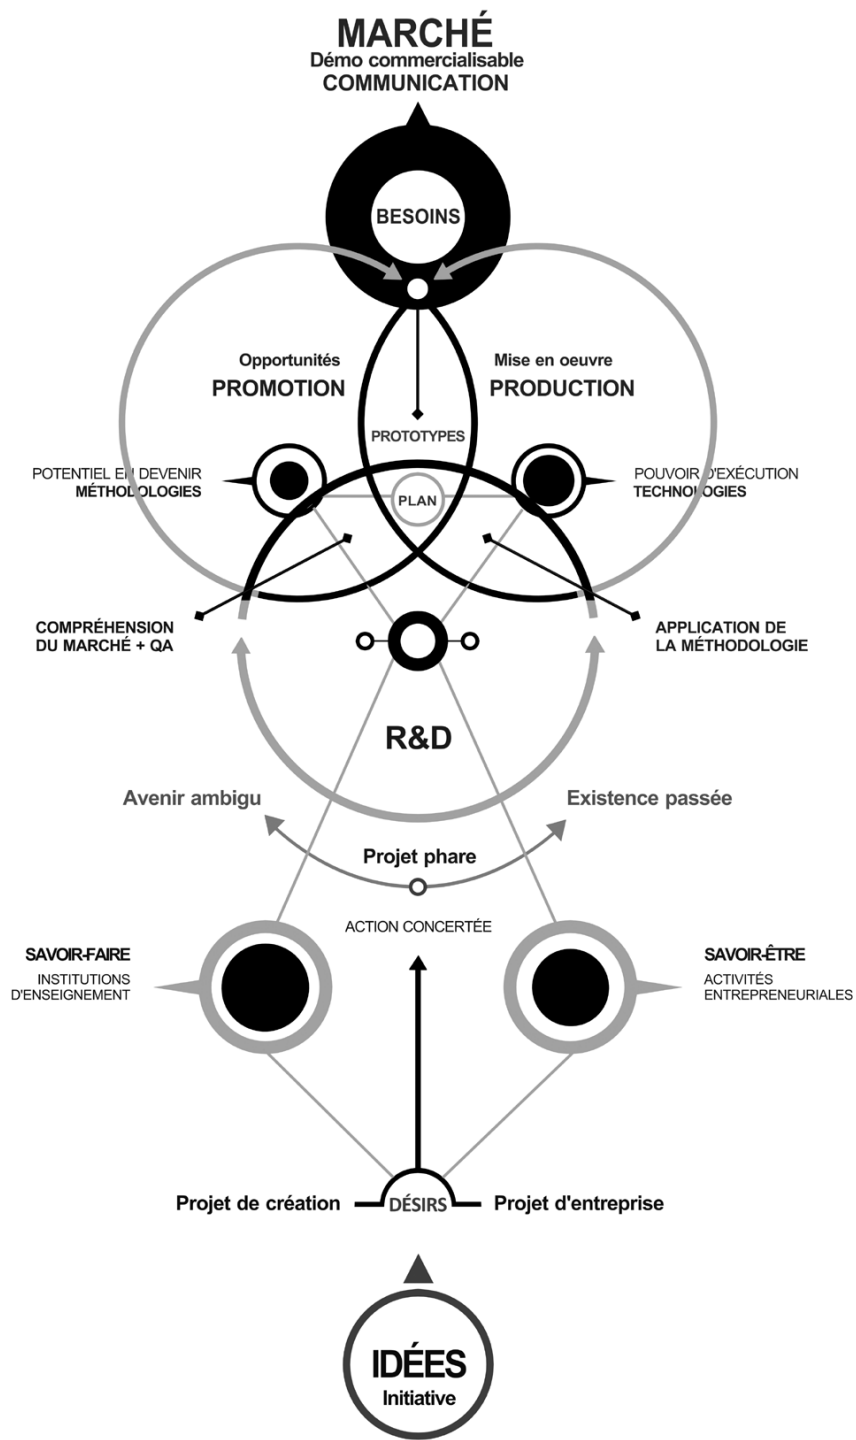 MARCHÉ
Démo commercialisable
COMMUNICATION
BESOINS
Opportunités
PROMOTION
Mise en oeuvre
PRODUCTION
PROTOTYPES
POTENTIEL EN DEVENIR
MÉTHODOLOGIES
PLAN
POUVOIR D'EXÉCUTION
TECHNOLOGIES
COMPRÉHENSION
DU MARCHÉ + QA
APPLICATION DE
LA MÉTHODOLOGIE
R&D
Avenir ambigu
Existence passée
Projet phare
ACTION CONCERTÉE
SAVOIR-FAIRE
INSTITUTIONS
D'ENSEIGNEMENT
SAVOIR-ÊTRE
ACTIVITÉS
ENTREPRENEURIALES
Projet de création
DÉSIRS
Projet d'entreprise
IDÉES
Initiative